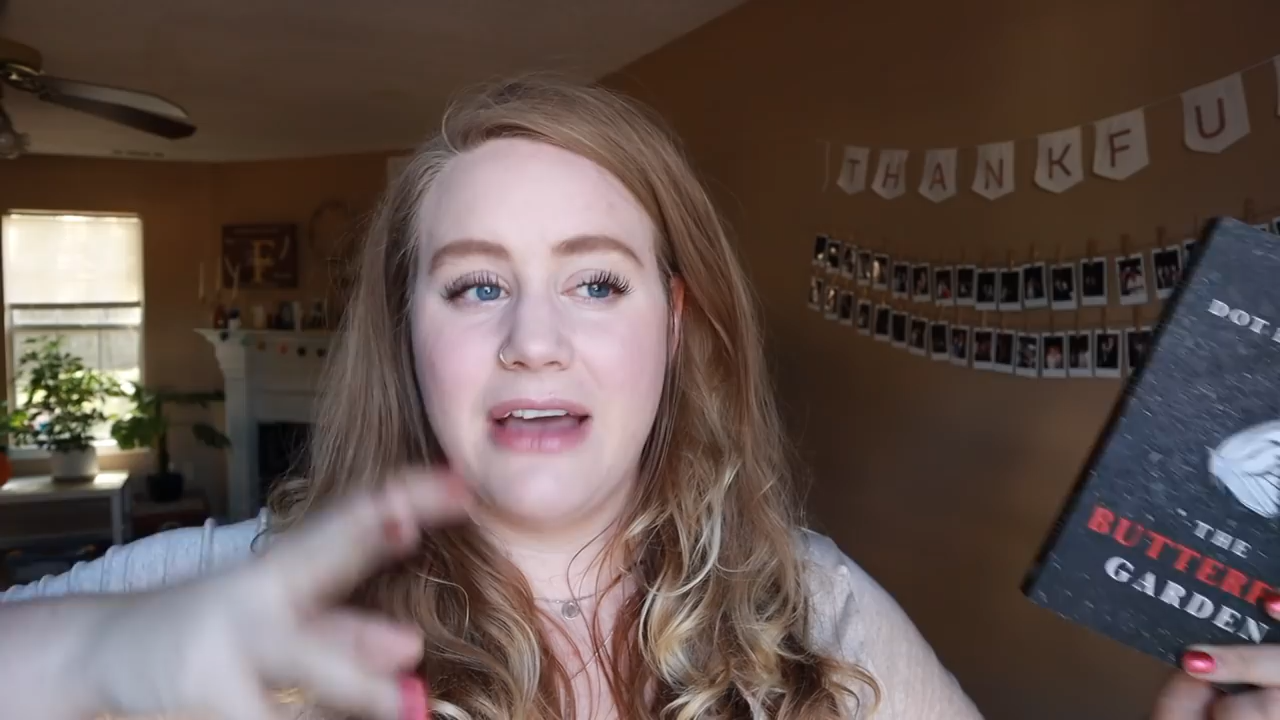 THANKFU
F
DOT
THE
BUTTERF
GARDEN